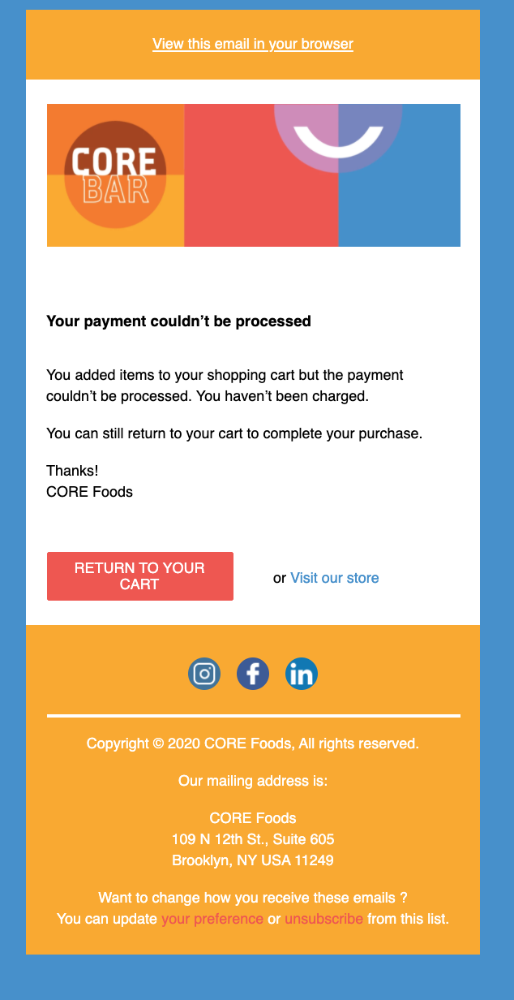 View this email in your browser
CORE
BAR
Your payment couldn’t be processed
You added items to your shopping cart but the payment
couldn’t be processed. You haven’t been charged.
You can still return to your cart to complete your purchase.
Thanks!
CORE Foods
RETURN TO YOUR
CART
or Visit our store
f
in
Copyright © 2020 CORE Foods, All rights reserved.
Our mailing address is:
CORE Foods
109 N 12th St., Suite 605
Brooklyn, NY USA 11249
Want to change how you receive these emails ?
You can update your preference or unsubscribe from this list.